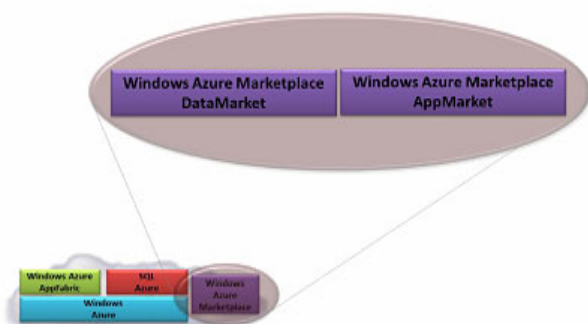 Windows Azure Marketplace
DataMarket
Windows Azure Marketplace
AppMarket
Windows Azure
AppFabric
SQL
Azure
Windows
Azure
Marketplace
Windows
Azure